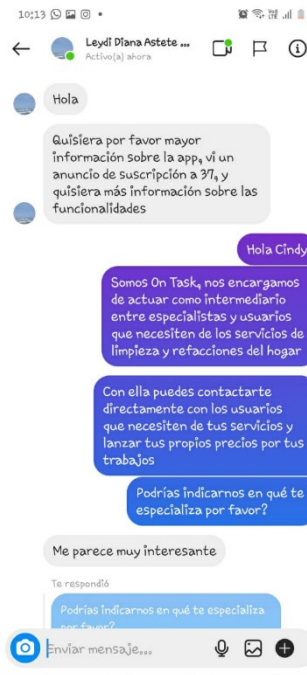 10:13
Leydi Diana Astete ...
Activo(a) ahora
Hola
Quisiera por favor mayor
información sobre la app, vi un
anuncio de suscripción a 37, y
quisiera más información sobre las
funcionalidades
Hola Cindy
Somos On Task, nos encargamos
de actuar como intermediario
entre especialistas y usuarios
que necesiten de los servicios de
limpieza y refacciones del hogar
Con ella puedes contactarte
directamente con los usuarios
que necesiten de tus servicios y
lanzar tus propios precios por tus
trabajos
Podrías indicarnos en qué te
especializa por favor?
Me parece muy interesante
Te respondió
Podrías indicarnos en qué te especializa
por favor?
Enviar mensaje...